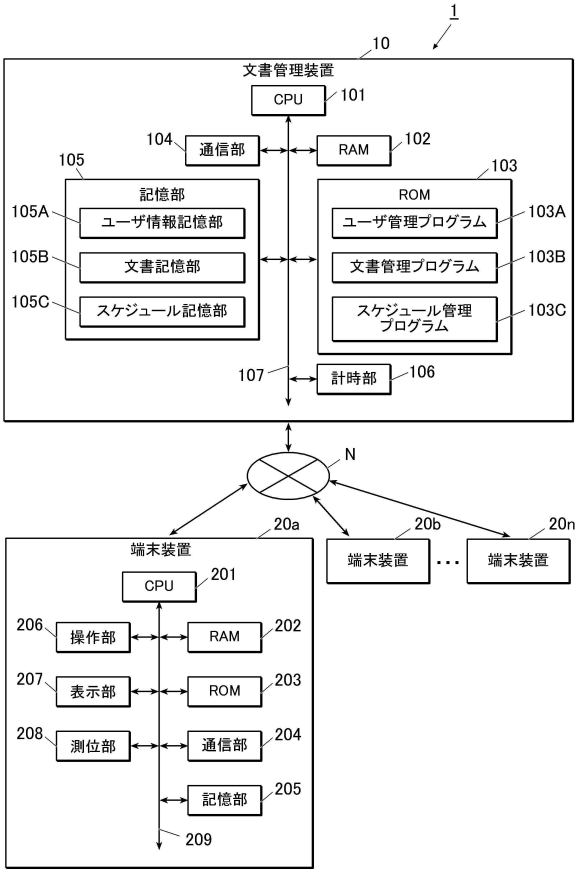 1
10
文書管理装置
CPU
101
104
通信部
RAM
102
105
記憶部
105A
ユーザ情報記憶部
105B
文書記憶部
105C
スケジュール記憶部
103
ROM
ユーザ管理プログラム
103A
文書管理プログラム
103B
スケジュール管理
プログラム
103C
107
計時部
106
N
20a
端末装置
CPU
201
206
操作部
RAM
202
207
表示部
ROM
203
208
測位部
通信部
204
記憶部
205
209
20b
端末装置
...
20n
端末装置